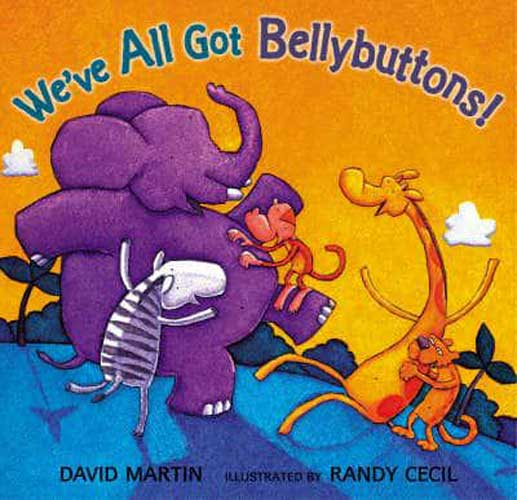 We've All Got Bellybuttons!
DAVID MARTIN ILLUSTRATED BY RANDY CECIL